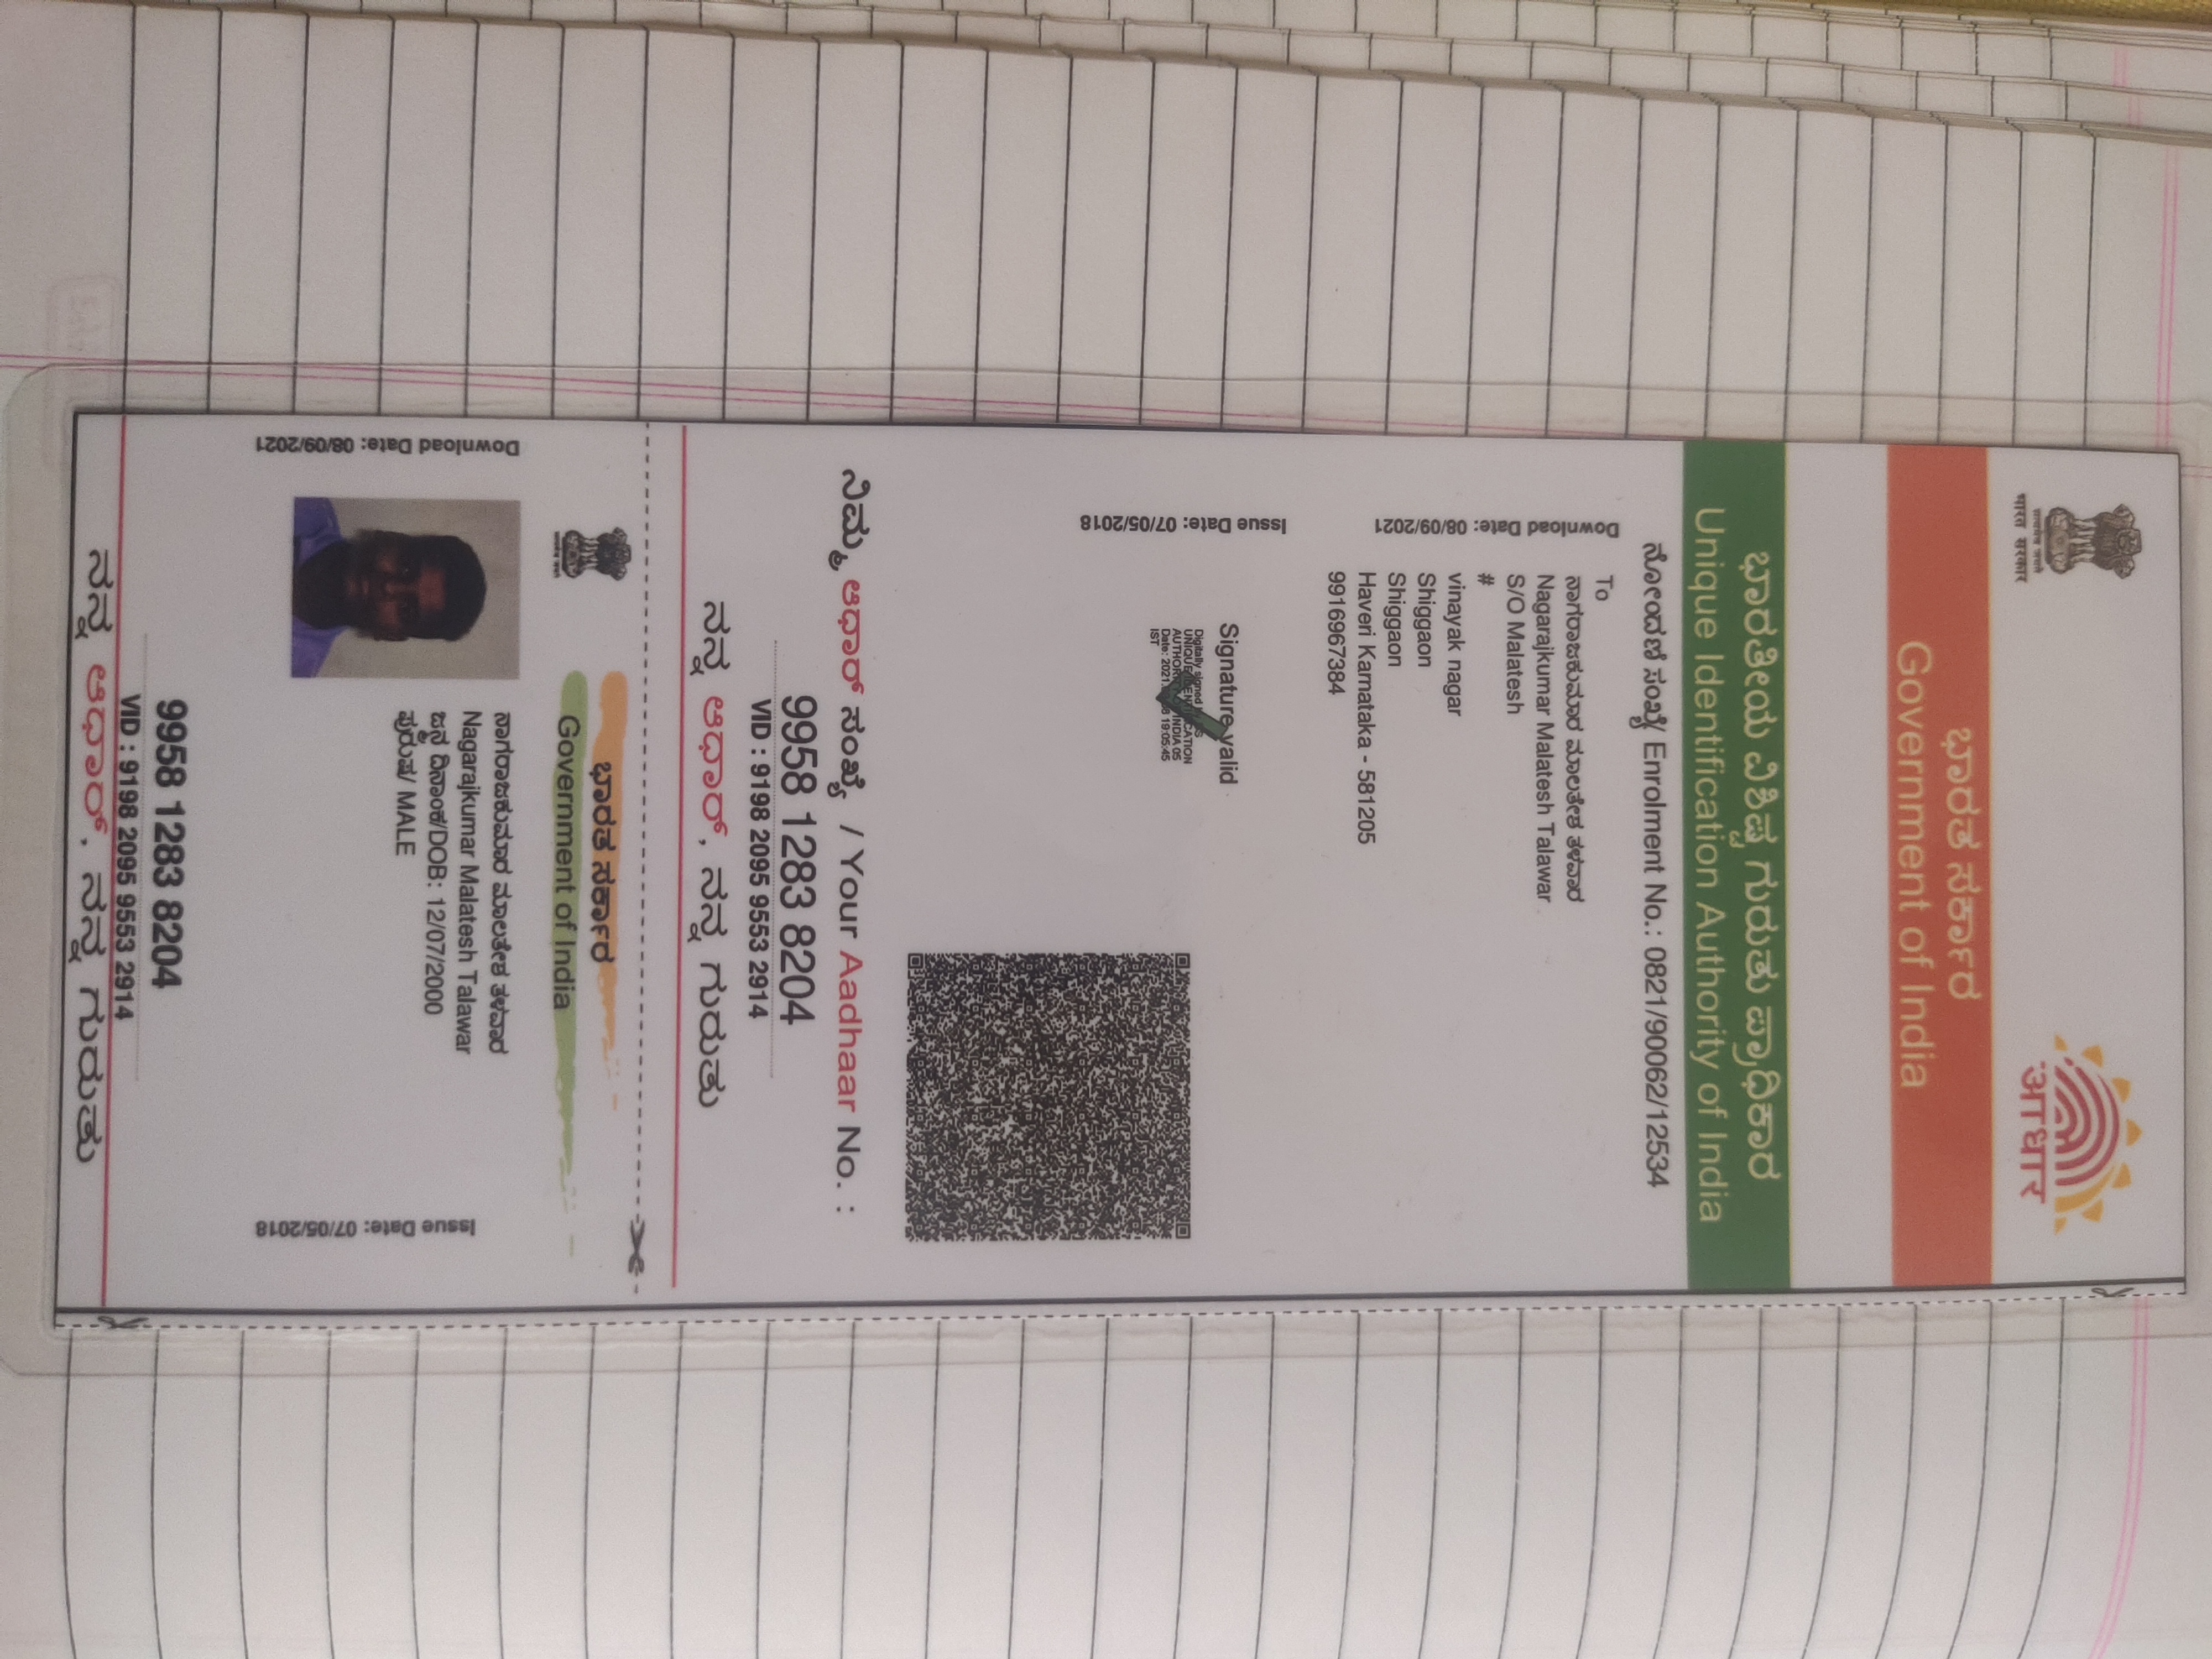 भारत सरकार
आधार
ಭಾರತ ಸರ್ಕಾರ
Government of India
ಭಾರತೀಯ ವಿಶಿಷ್ಟ ಗುರುತು ಪ್ರಾಧಿಕಾರ
Unique Identification Authority of India
ನೋಂದಣಿ ಸಂಖ್ಯೆ/ Enrolment No.: 0821/90062/12534
Download Date: 08/09/2021
To
ನಾಗರಾಜಕುಮಾರ ಮಾಲತೇಶ ತಳವಾರ
Nagarajkumar Malatesh Talawar
S/O Malatesh
#
vinayak nagar
Shiggaon
Shiggaon
Haveri Karnataka - 581205
9916967384
Issue Date: 07/05/2018
Signature valid
Digitally signed
UNIQUE IDENTIFICATION
AUTHORITY INDIA 05
Date: 2021 19:05:45
IST
ನಿಮ್ಮ ಆಧಾರ್ ಸಂಖ್ಯೆ / Your Aadhaar No. :
9958 1283 8204
VID : 9198 2095 9553 2914
ನನ್ನ ಆಧಾರ್, ನನ್ನ ಗುರುತು
ಭಾರತ ಸರ್ಕಾರ
Government of India
Download Date: 08/09/2021
ನಾಗರಾಜಕುಮಾರ ಮಾಲತೇಶ ತಳವಾರ
Nagarajkumar Malatesh Talawar
ಜನ್ಮ ದಿನಾಂಕ/DOB: 12/07/2000
ಪುರುಷ/ MALE
Issue Date: 07/05/2018
9958 1283 8204
VID : 9198 2095 9553 2914
ನನ್ನ ಆಧಾರ್, ನನ್ನ ಗುರುತು